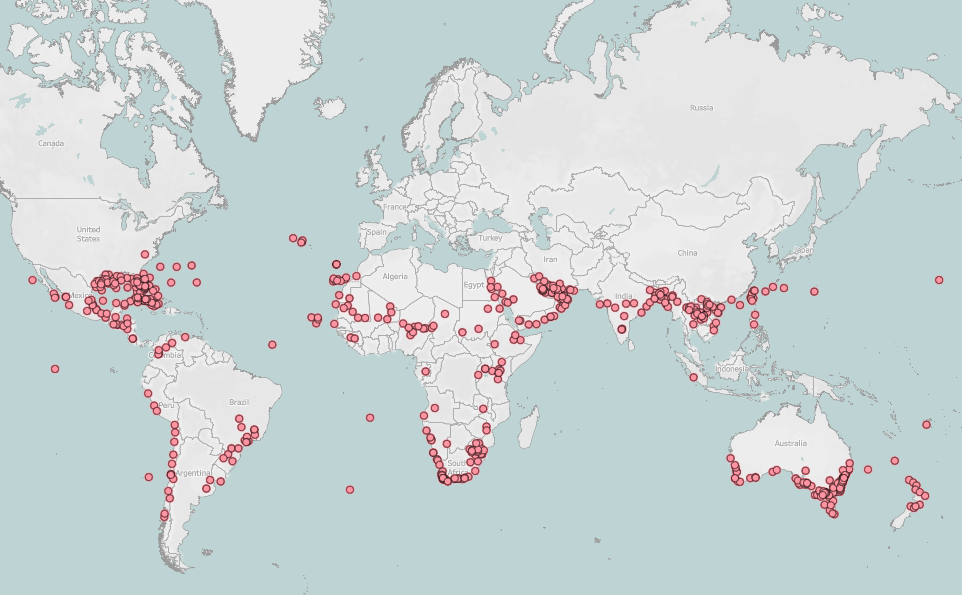 Russia
Canada
France
United
States
Spain
Turkey
Japan
Iran
China
Algeria
Egypt
Mexico
India
Colombia
Indonesia
Brazil
Peru
Australia
South
Africa
Argentina